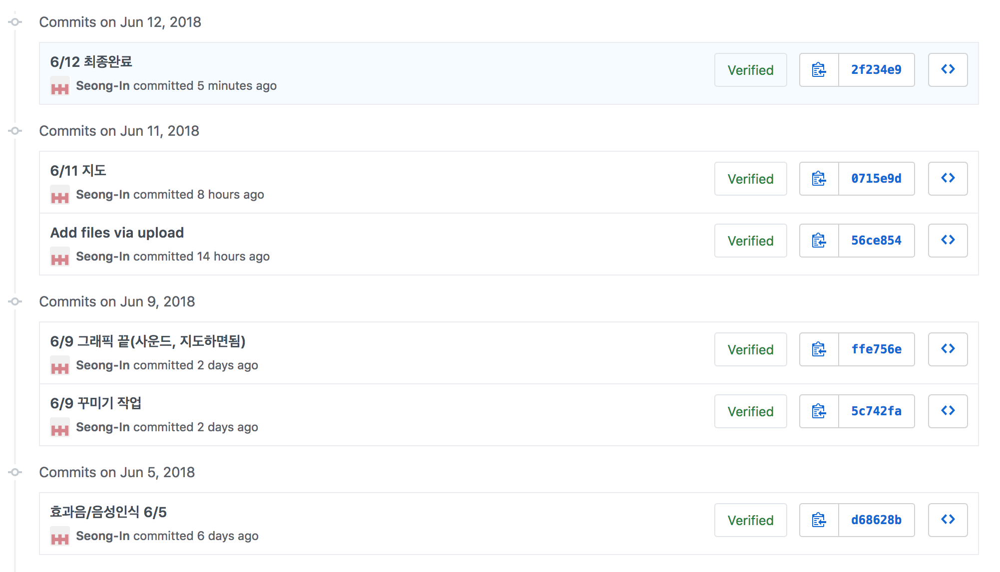 Commits on Jun 12, 2018
6/12 최종완료
Seong-In committed 5 minutes ago
Verified
2f234e9
Commits on Jun 11, 2018
6/11 지도
Seong-In committed 8 hours ago
Verified
0715e9d
Add files via upload
Seong-In committed 14 hours ago
Verified
56ce854
Commits on Jun 9, 2018
6/9 그래픽 끝(사운드, 지도하면됨)
Seong-In committed 2 days ago
Verified
ffe756e
6/9 꾸미기 작업
Seong-In committed 2 days ago
Verified
5c742fa
Commits on Jun 5, 2018
효과음/음성인식 6/5
Seong-In committed 6 days ago
Verified
d68628b